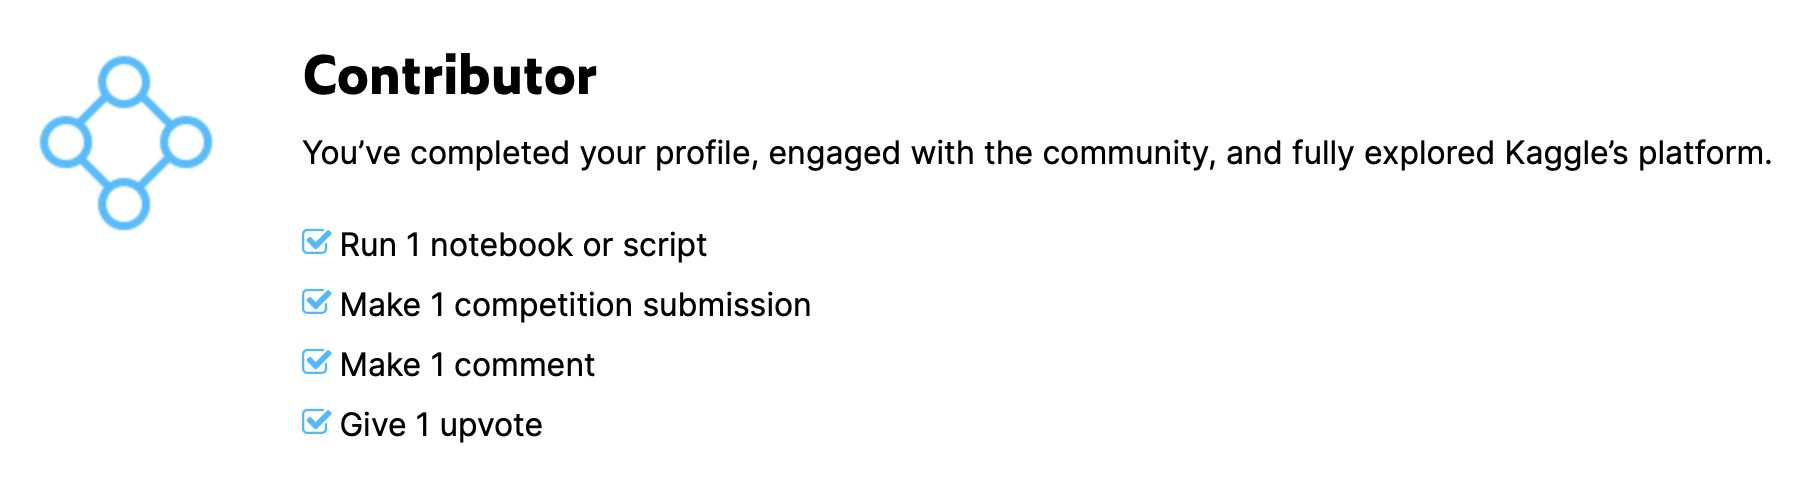 Contributor
You’ve completed your profile, engaged with the community, and fully explored Kaggle’s platform.
Run 1 notebook or script
Make 1 competition submission
Make 1 comment
Give 1 upvote